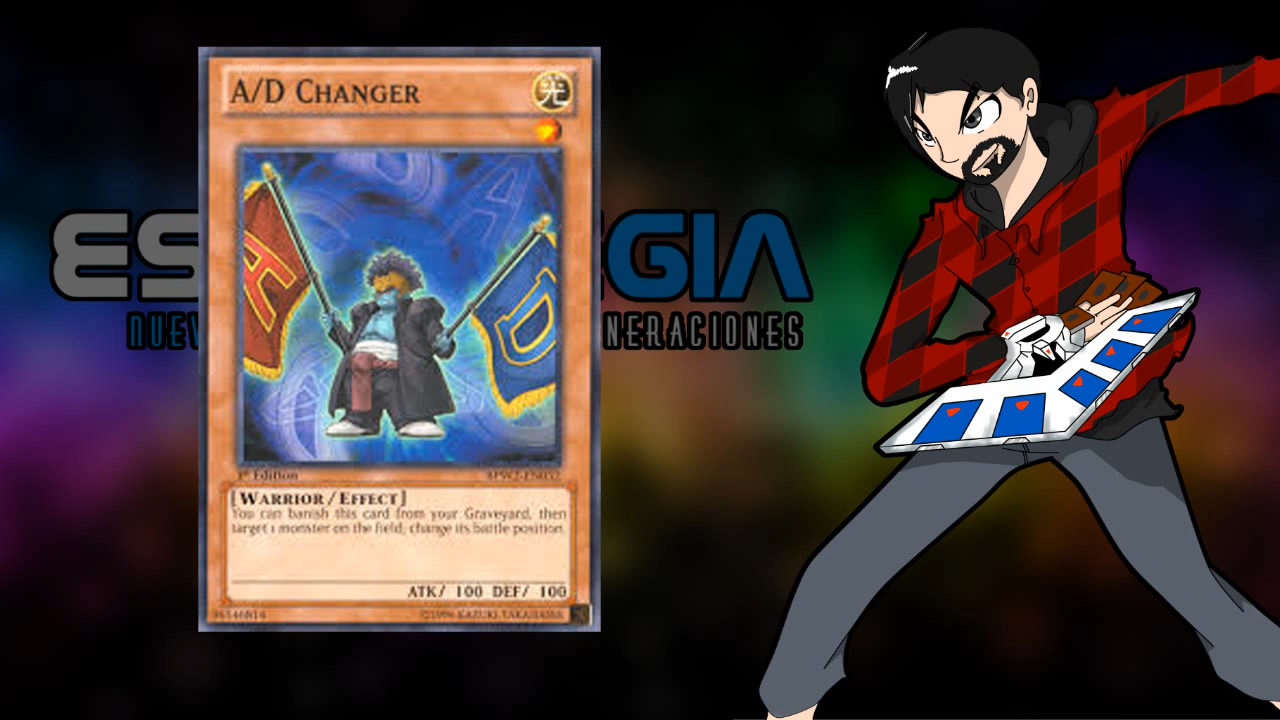 A/D CHANGER
光
A
D
ES GIA
NUEV NERACIONES
1st Edition
[WARRIOR/EFFECT]
You can banish this card from your Graveyard, then
target 1 monster on the field; change its battle position.
ATK/ 100 DEF/ 100
©1996 KAZUKI TAKAHASHI